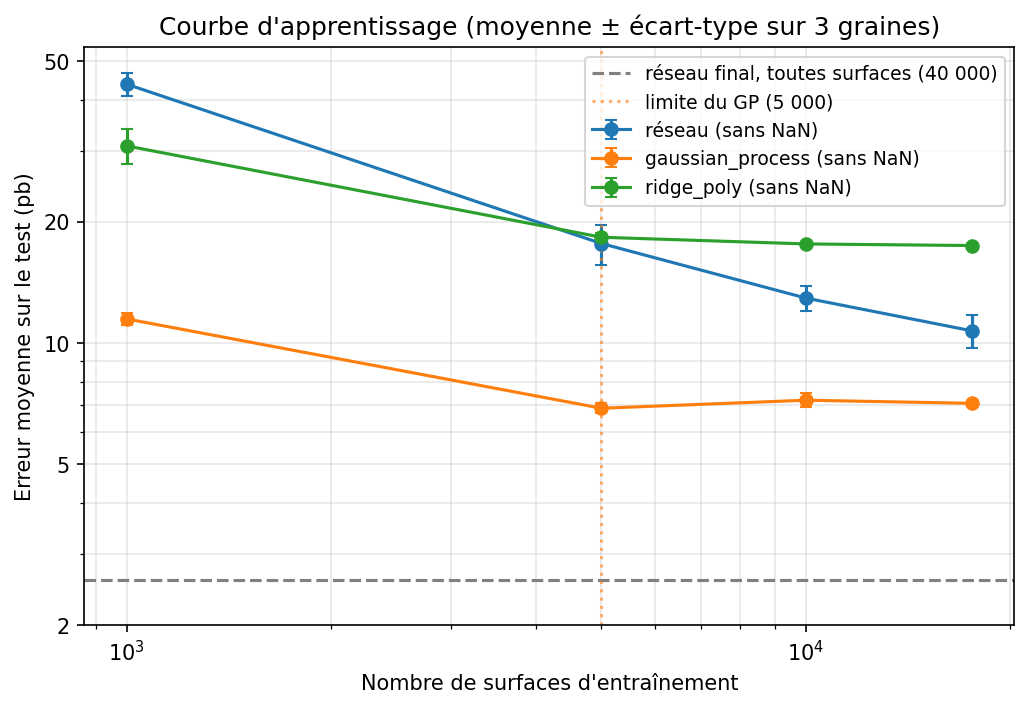 Courbe d'apprentissage (moyenne ± écart-type sur 3 graines)
50
20
10
5
2
Erreur moyenne sur le test (pb)
réseau final, toutes surfaces (40 000)
limite du GP (5 000)
réseau (sans NaN)
gaussian_process (sans NaN)
ridge_poly (sans NaN)
10³
10⁴
Nombre de surfaces d'entraînement